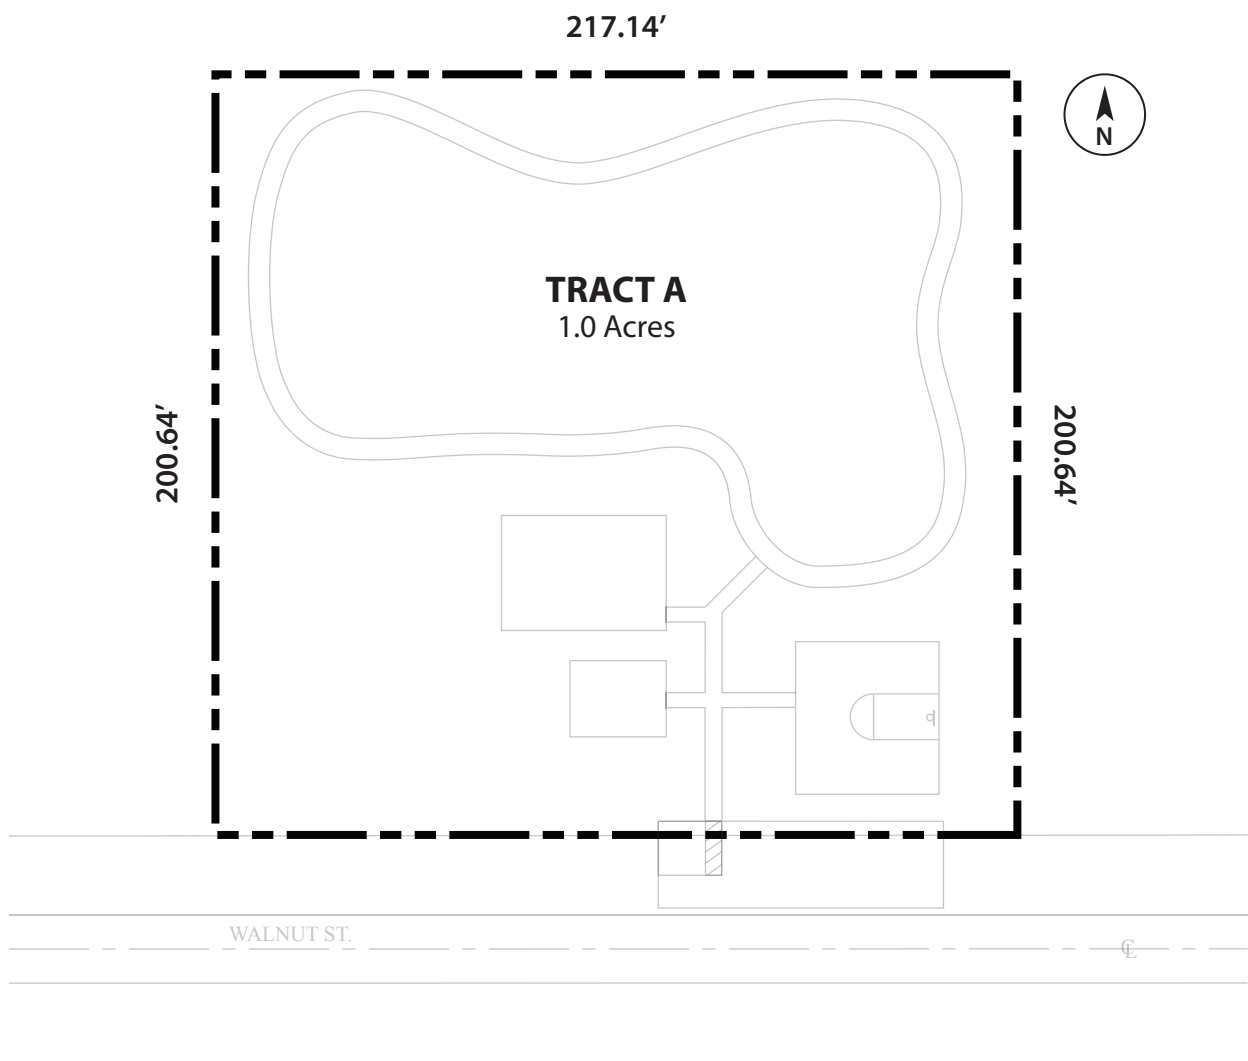 217.14’
N
TRACT A
1.0 Acres
200.64’
200.64’
WALNUT ST.
℄